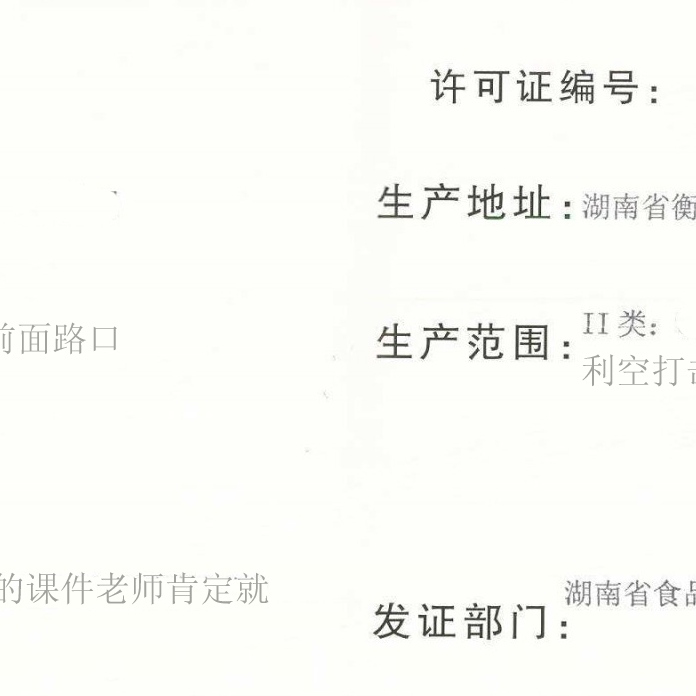 许可证编号：
生产地址：湖南省衡
前面路口
生产范围：II 类：
利空打击
的课件老师肯定就
发证部门：湖南省食品